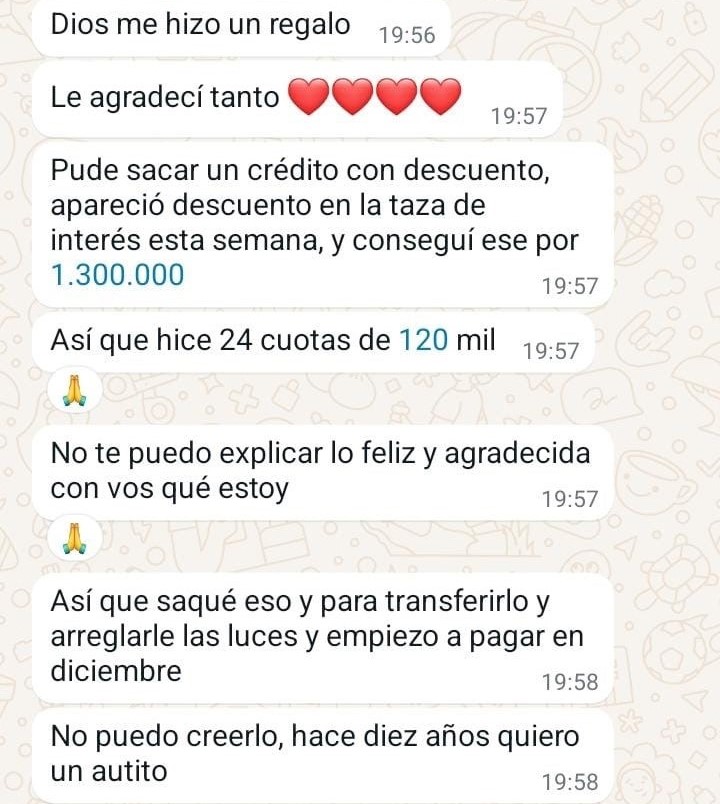 Dios me hizo un regalo 19:56
Le agradecí tanto ❤️❤️❤️❤️ 19:57
Pude sacar un crédito con descuento,
apareció descuento en la taza de
interés esta semana, y conseguí ese por
1.300.000 19:57
Así que hice 24 cuotas de 120 mil 19:57
🙏
No te puedo explicar lo feliz y agradecida
con vos qué estoy 19:57
🙏
Así que saqué eso y para transferirlo y
arreglarle las luces y empiezo a pagar en
diciembre 19:58
No puedo creerlo, hace diez años quiero
un autito 19:58